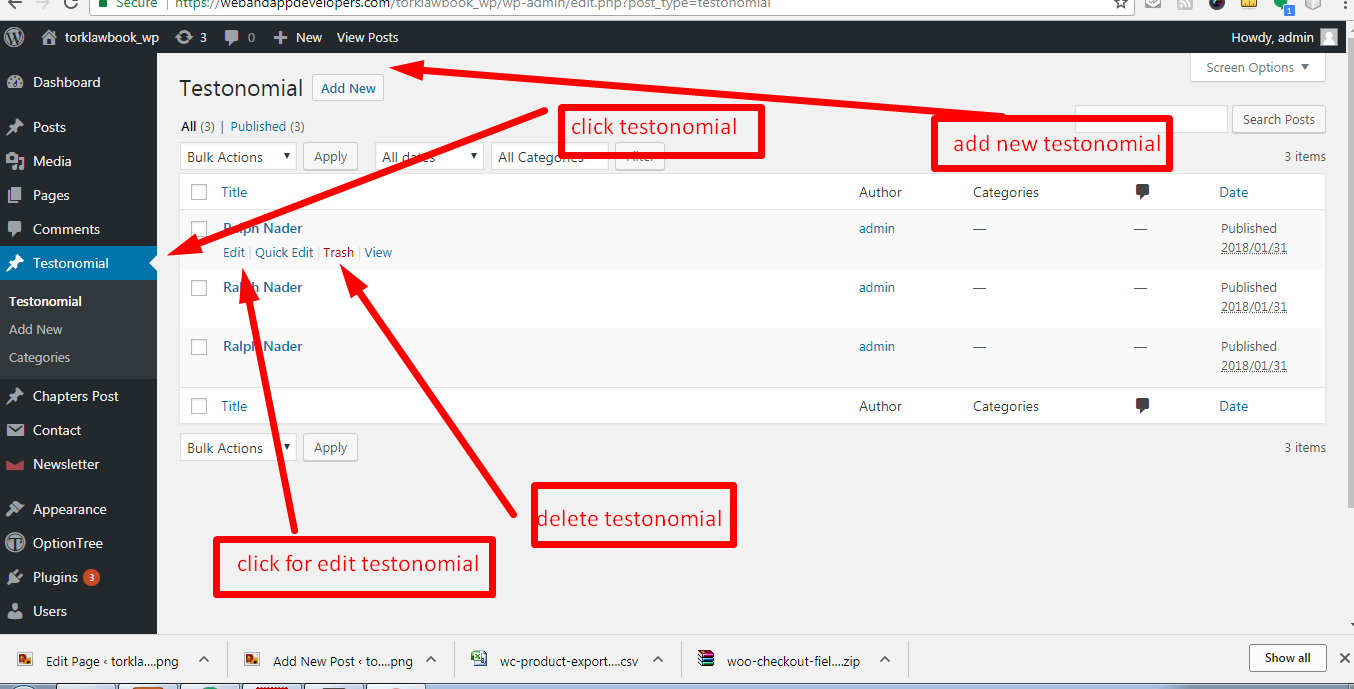 Secure | https://webandappdevelopers.com/torklawbook_wp/wp-admin/edit.php?post_type=testonomial
torklawbook_wp 3 0 New View Posts Howdy, admin
Dashboard
Posts
Media
Pages
Comments
Testonomial
Testonomial
Add New
Categories
Chapters Post
Contact
Newsletter
Appearance
OptionTree
Plugins 3
Users
Testonomial Add New
Screen Options ▼
click testonomial
add new testonomial
Search Posts
All (3) | Published (3)
Bulk Actions Apply All dates All Categories Filter
3 items
Title Author Categories Date
Ralph Nader admin — — Published
2018/01/31
Edit | Quick Edit | Trash | View
Ralph Nader admin — — Published
2018/01/31
Ralph Nader admin — — Published
2018/01/31
Title Author Categories Date
Bulk Actions Apply
3 items
delete testonomial
click for edit testonomial
Edit Page ‹ torkla....png
Add New Post ‹ to....png
wc-product-export....csv
woo-checkout-fiel....zip
Show all
1